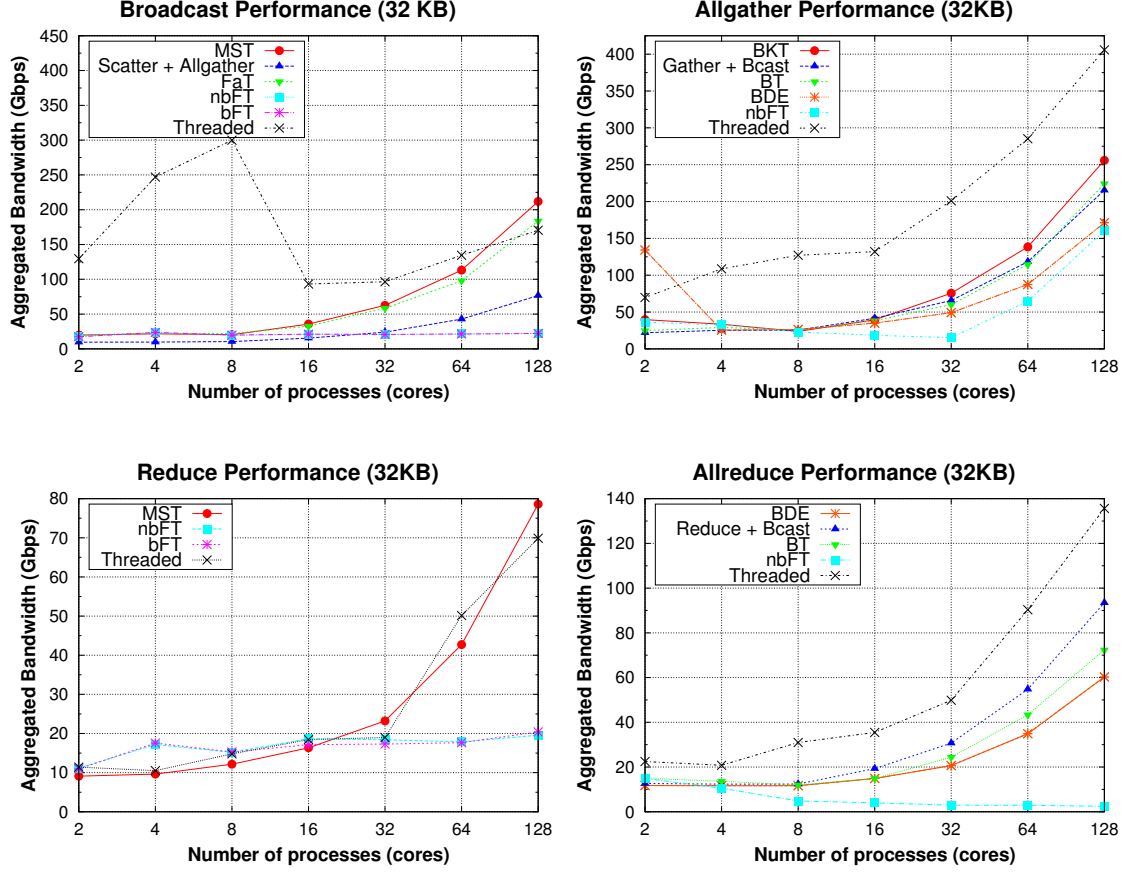 Broadcast Performance (32 KB)
Aggregated Bandwidth (Gbps)
450
400
350
300
250
200
150
100
50
0
MST
Scatter + Allgather
FaT
nbFT
bFT
Threaded
2 4 8 16 32 64 128
Number of processes (cores)
Allgather Performance (32KB)
Aggregated Bandwidth (Gbps)
400
350
300
250
200
150
100
50
0
BKT
Gather + Bcast
BT
BDE
nbFT
Threaded
2 4 8 16 32 64 128
Number of processes (cores)
Reduce Performance (32KB)
Aggregated Bandwidth (Gbps)
80
70
60
50
40
30
20
10
0
MST
nbFT
bFT
Threaded
2 4 8 16 32 64 128
Number of processes (cores)
Allreduce Performance (32KB)
Aggregated Bandwidth (Gbps)
140
120
100
80
60
40
20
0
BDE
Reduce + Bcast
BT
nbFT
Threaded
2 4 8 16 32 64 128
Number of processes (cores)